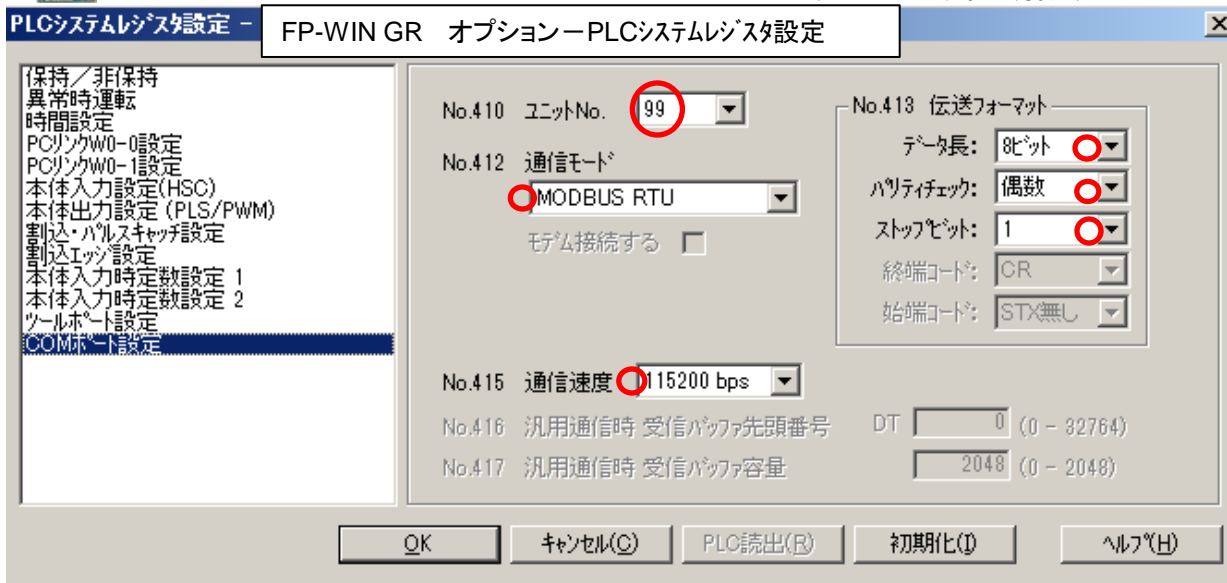 PLCシステムレジスタ設定 -
FP-WIN GR オプションーPLCシステムレジスタ設定
保持/非保持
異常時運転
時間設定
PCリンクW0-0設定
PCリンクW0-1設定
本体入力設定(HSC)
本体出力設定 (PLS/PWM)
割込・パルスキャッチ設定
割込エッジ設定
本体入力時定数設定 1
本体入力時定数設定 2
ツールポート設定
COMポート設定
No.410 ユニットNo. 99
No.412 通信モード
MODBUS RTU
モデム接続する
No.413 伝送フォーマット
データ長: 8ビット
パリティチェック: 偶数
ストップビット: 1
終端コード: CR
始端コード: STX無し
No.415 通信速度 115200 bps
No.416 汎用通信時 受信バッファ先頭番号 DT 0 (0 - 32764)
No.417 汎用通信時 受信バッファ容量 2048 (0 - 2048)
OK キャンセル(C) PLC読出(R) 初期化(I) ヘルプ(H)